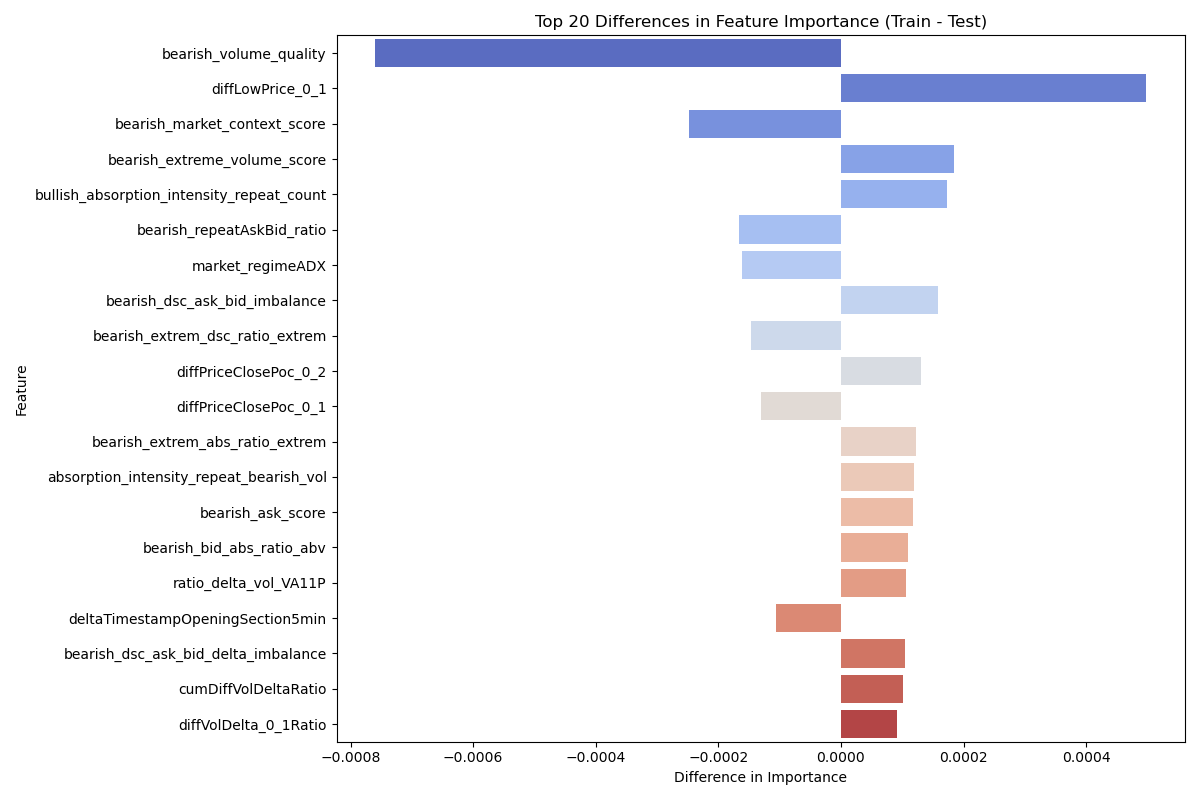 Top 20 Differences in Feature Importance (Train - Test)
bearish_volume_quality
diffLowPrice_0_1
bearish_market_context_score
bearish_extreme_volume_score
bullish_absorption_intensity_repeat_count
bearish_repeatAskBid_ratio
market_regimeADX
bearish_dsc_ask_bid_imbalance
bearish_extrem_dsc_ratio_extrem
diffPriceClosePoc_0_2
diffPriceClosePoc_0_1
bearish_extrem_abs_ratio_extrem
absorption_intensity_repeat_bearish_vol
bearish_ask_score
bearish_bid_abs_ratio_abv
ratio_delta_vol_VA11P
deltaTimestampOpeningSection5min
bearish_dsc_ask_bid_delta_imbalance
cumDiffVolDeltaRatio
diffVolDelta_0_1Ratio
Feature
−0.0008 −0.0006 −0.0004 −0.0002 0.0000 0.0002 0.0004
Difference in Importance